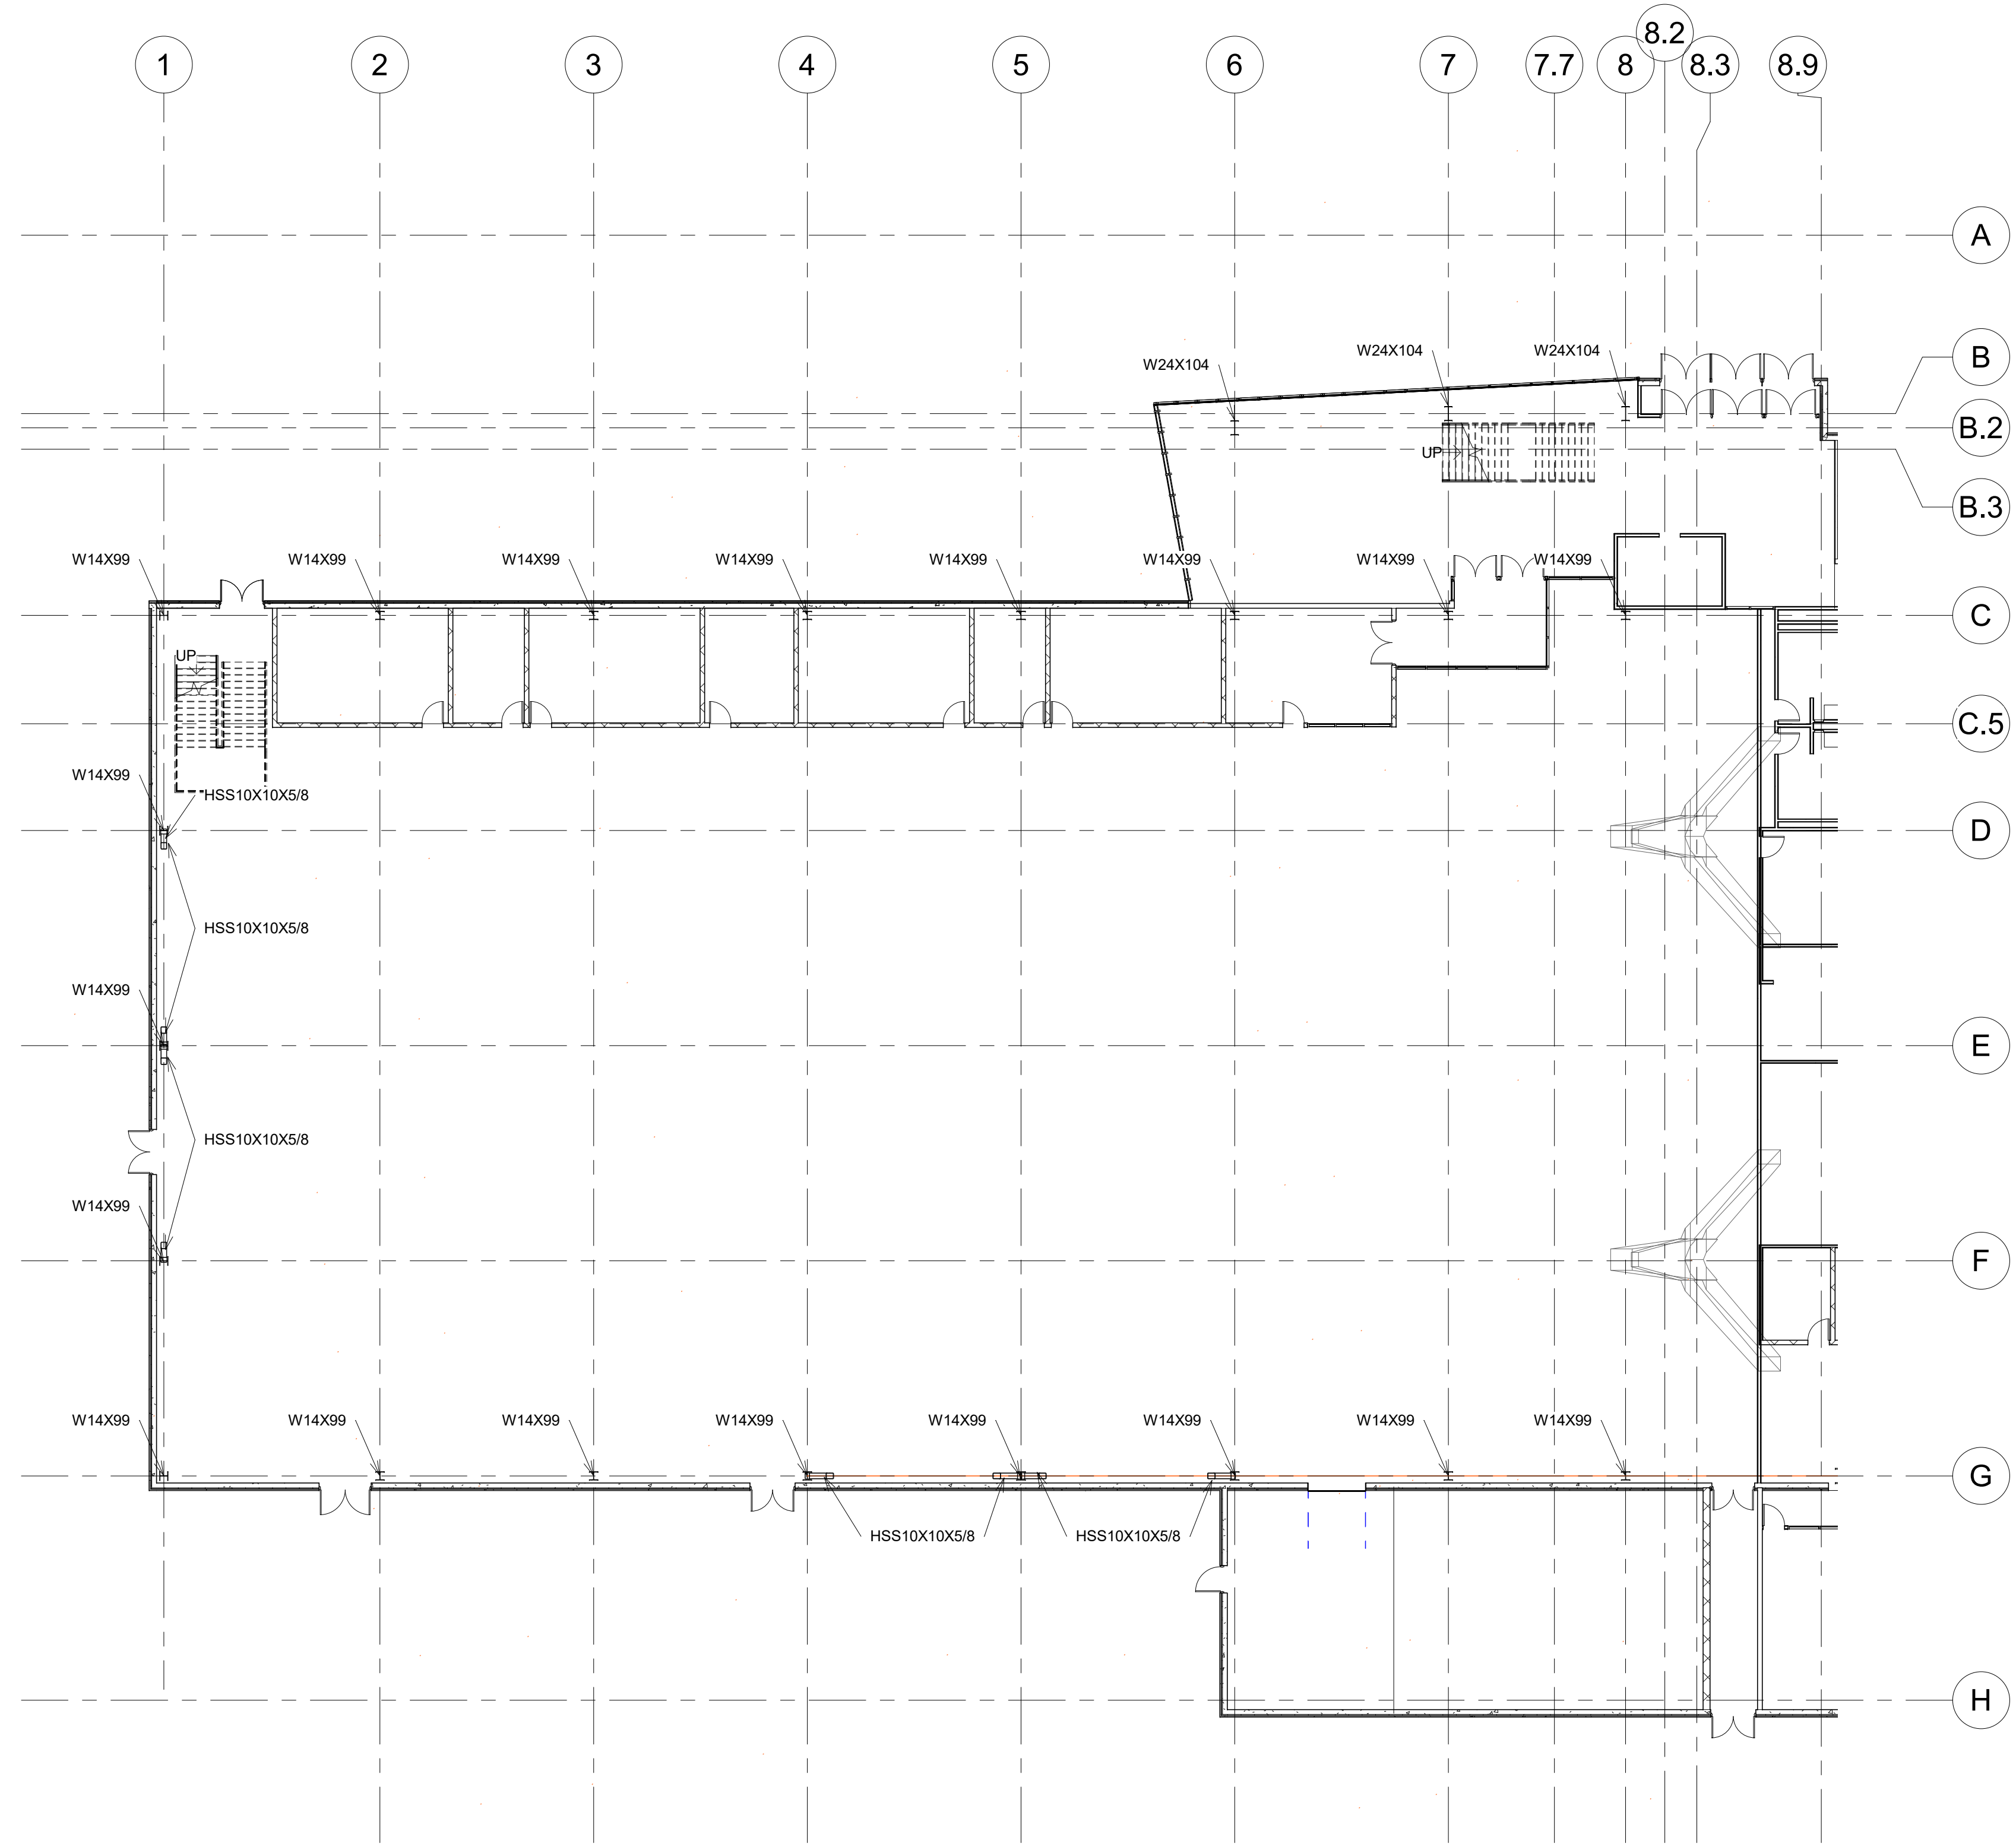 8.2
1 2 3 4 5 6 7 7.7 8 8.3 8.9
A
W24X104 W24X104 W24X104
B
B.2
UP
B.3
W14X99 W14X99 W14X99 W14X99 W14X99 W14X99 W14X99 W14X99
C
UP
C.5
W14X99
HSS10X10X5/8
D
HSS10X10X5/8
W14X99
E
HSS10X10X5/8
W14X99
F
W14X99 W14X99 W14X99 W14X99 W14X99 W14X99 W14X99 W14X99
G
HSS10X10X5/8 HSS10X10X5/8
H